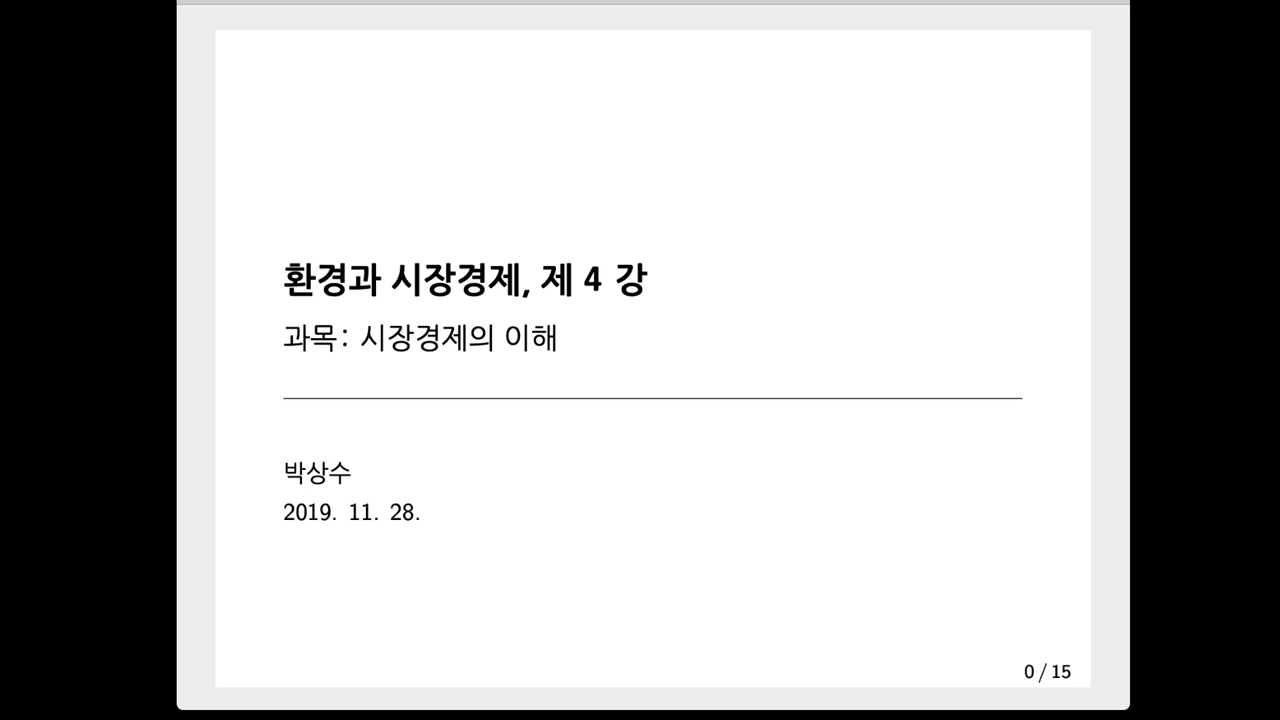 환경과 시장경제, 제 4 강
과목: 시장경제의 이해
박상수
2019. 11. 28.
0 / 15